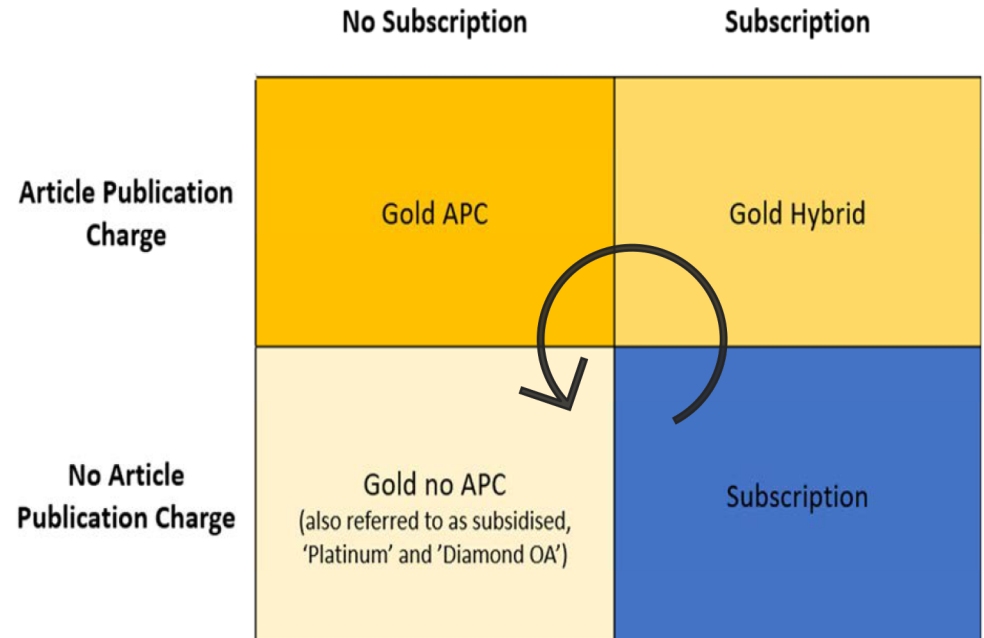 No Subscription
Subscription
Article Publication
Charge
Gold APC
Gold Hybrid
No Article
Publication Charge
Gold no APC
(also referred to as subsidised,
‘Platinum’ and ’Diamond OA’)
Subscription